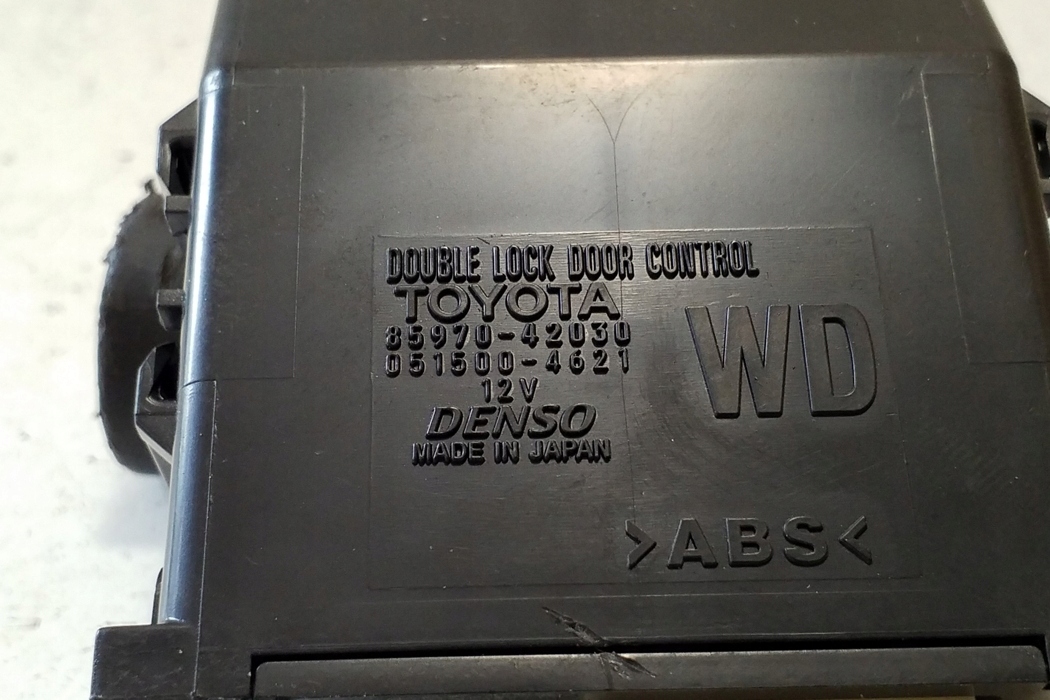 DOUBLE LOCK DOOR CONTROL
TOYOTA
85970-42030
051500-4621
12V
DENSO
MADE IN JAPAN
WD
>ABS<